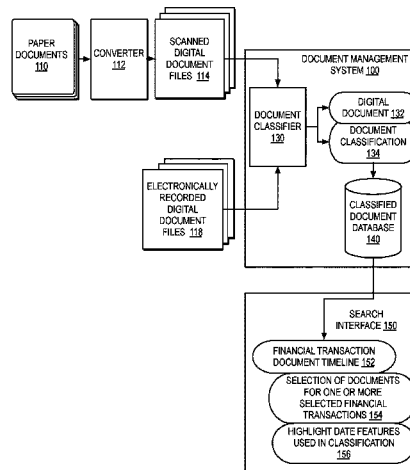 PAPER
DOCUMENTS
110
CONVERTER
112
SCANNED
DIGITAL
DOCUMENT
FILES 114
DOCUMENT MANAGEMENT
SYSTEM 100
DOCUMENT
CLASSIFIER
130
DIGITAL
DOCUMENT 132
DOCUMENT
CLASSIFICATION
134
ELECTRONICALLY
RECORDED
DIGITAL
DOCUMENT
FILES 118
CLASSIFIED
DOCUMENT
DATABASE
140
SEARCH
INTERFACE 150
FINANCIAL TRANSACTION
DOCUMENT TIMELINE 152
SELECTION OF DOCUMENTS
FOR ONE OR MORE
SELECTED FINANCIAL
TRANSACTIONS 154
HIGHLIGHT DATE FEATURES
USED IN CLASSIFICATION
156